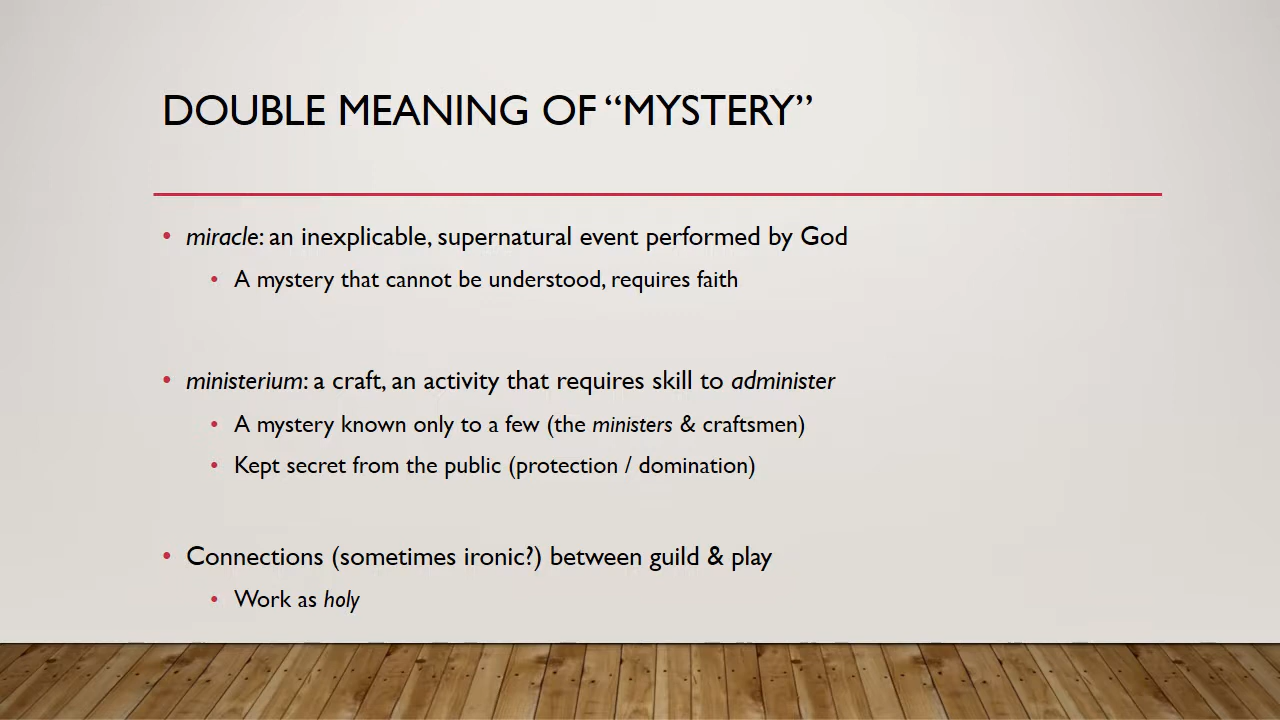 DOUBLE MEANING OF “MYSTERY”
• miracle: an inexplicable, supernatural event performed by God
• A mystery that cannot be understood, requires faith
• ministerium: a craft, an activity that requires skill to administer
• A mystery known only to a few (the ministers & craftsmen)
• Kept secret from the public (protection / domination)
• Connections (sometimes ironic?) between guild & play
• Work as holy